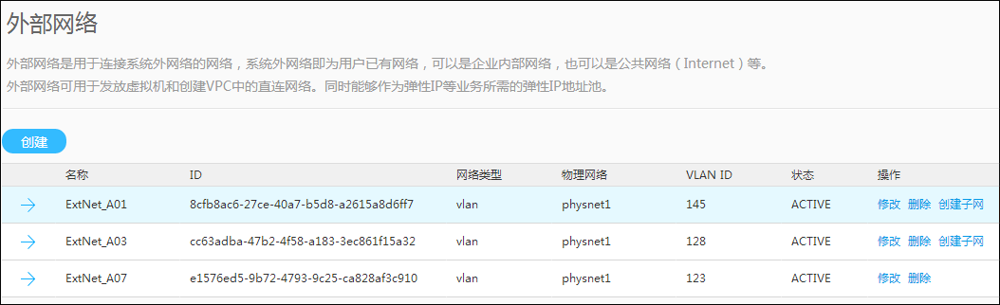 外部网络
外部网络是用于连接系统外网络的网络，系统外网络即为用户已有网络，可以是企业内部网络，也可以是公共网络（Internet）等。
外部网络可用于发放虚拟机和创建VPC中的直连网络。同时能够作为弹性IP等业务所需的弹性IP地址池。
创建
名称 ID 网络类型 物理网络 VLAN ID 状态 操作
ExtNet_A01 8cfb8ac6-27ce-40a7-b5d8-a2615a8d6ff7 vlan physnet1 145 ACTIVE 修改 删除 创建子网
ExtNet_A03 cc63adba-47b2-4f58-a183-3ec861f15a32 vlan physnet1 128 ACTIVE 修改 删除 创建子网
ExtNet_A07 e1576ed5-9b72-4793-9c25-ca828af3c910 vlan physnet1 123 ACTIVE 修改 删除